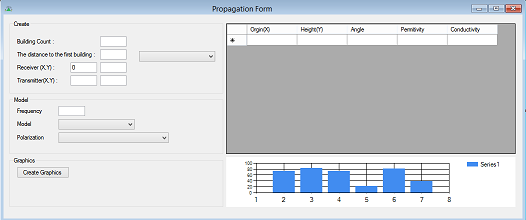 Propagation Form
Create
Building Count :
The distance to the first building :
Receiver (X,Y) : 0
Transmitter(X,Y) :
Model
Frequency
Model
Polarization
Graphics
Create Graphics
Orgin(X) Height(Y) Angle Permitivity Conductivity
100
80
60
40
20
0
1 2 3 4 5 6 7 8
Series1